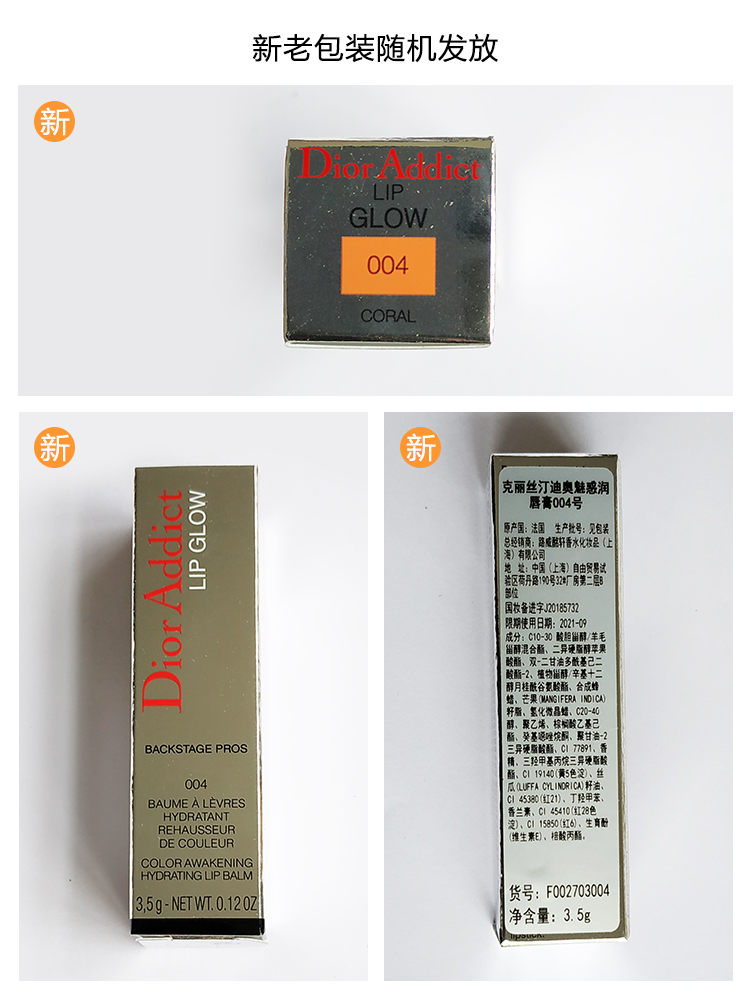 新老包装随机发放
新
Dior Addict
LIP
GLOW
004
CORAL
新
Dior Addict
LIP GLOW
BACKSTAGE PROS
004
BAUME À LÈVRES
HYDRATANT
REHAUSSEUR
DE COULEUR
COLOR AWAKENING
HYDRATING LIP BALM
3,5 g - NET WT. 0.12 OZ
新
克丽丝汀迪奥魅惑润
唇膏004号
原产国：法国 生产批号：见包装
总经销商：路威酩轩香水化妆品（上
海）有限公司
地 址：中国（上海）自由贸易试
验区荷丹路190号32#厂房第二层B
部位
国妆备进字J20185732
限期使用日期：2021-09
成分：C10-30 酸胆甾醇/羊毛
甾醇混合酯、二异硬脂醇苹果
酸酯、双-二甘油多酰基己二
酸酯-2、植物甾醇/辛基十二
醇月桂酰谷氨酸酯、合成蜂
蜡、芒果(MANGIFERA INDICA)
籽脂、氢化微晶蜡、C20-40
醇、聚乙烯、棕榈酸乙基己
酯、癸基噁唑烷酮、聚甘油-2
三异硬脂酸酯、CI 77891、香
精、三羟甲基丙烷三异硬脂酸
酯、CI 19140(黄5色淀)、丝
瓜(LUFFA CYLINDRICA)籽油、
CI 45380(红21)、丁羟甲苯、
香兰素、CI 45410(红28色
淀)、CI 15850(红6)、生育酚
(维生素E)、棓酸丙酯。
货号：F002703004
净含量：3.5g
lipstick.